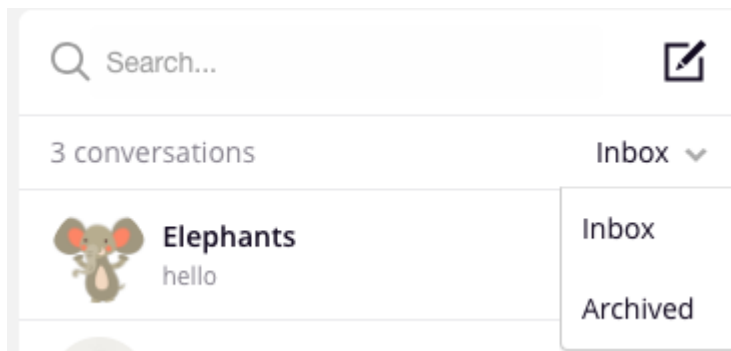 Search...
3 conversations Inbox
Elephants
hello
Inbox
Archived